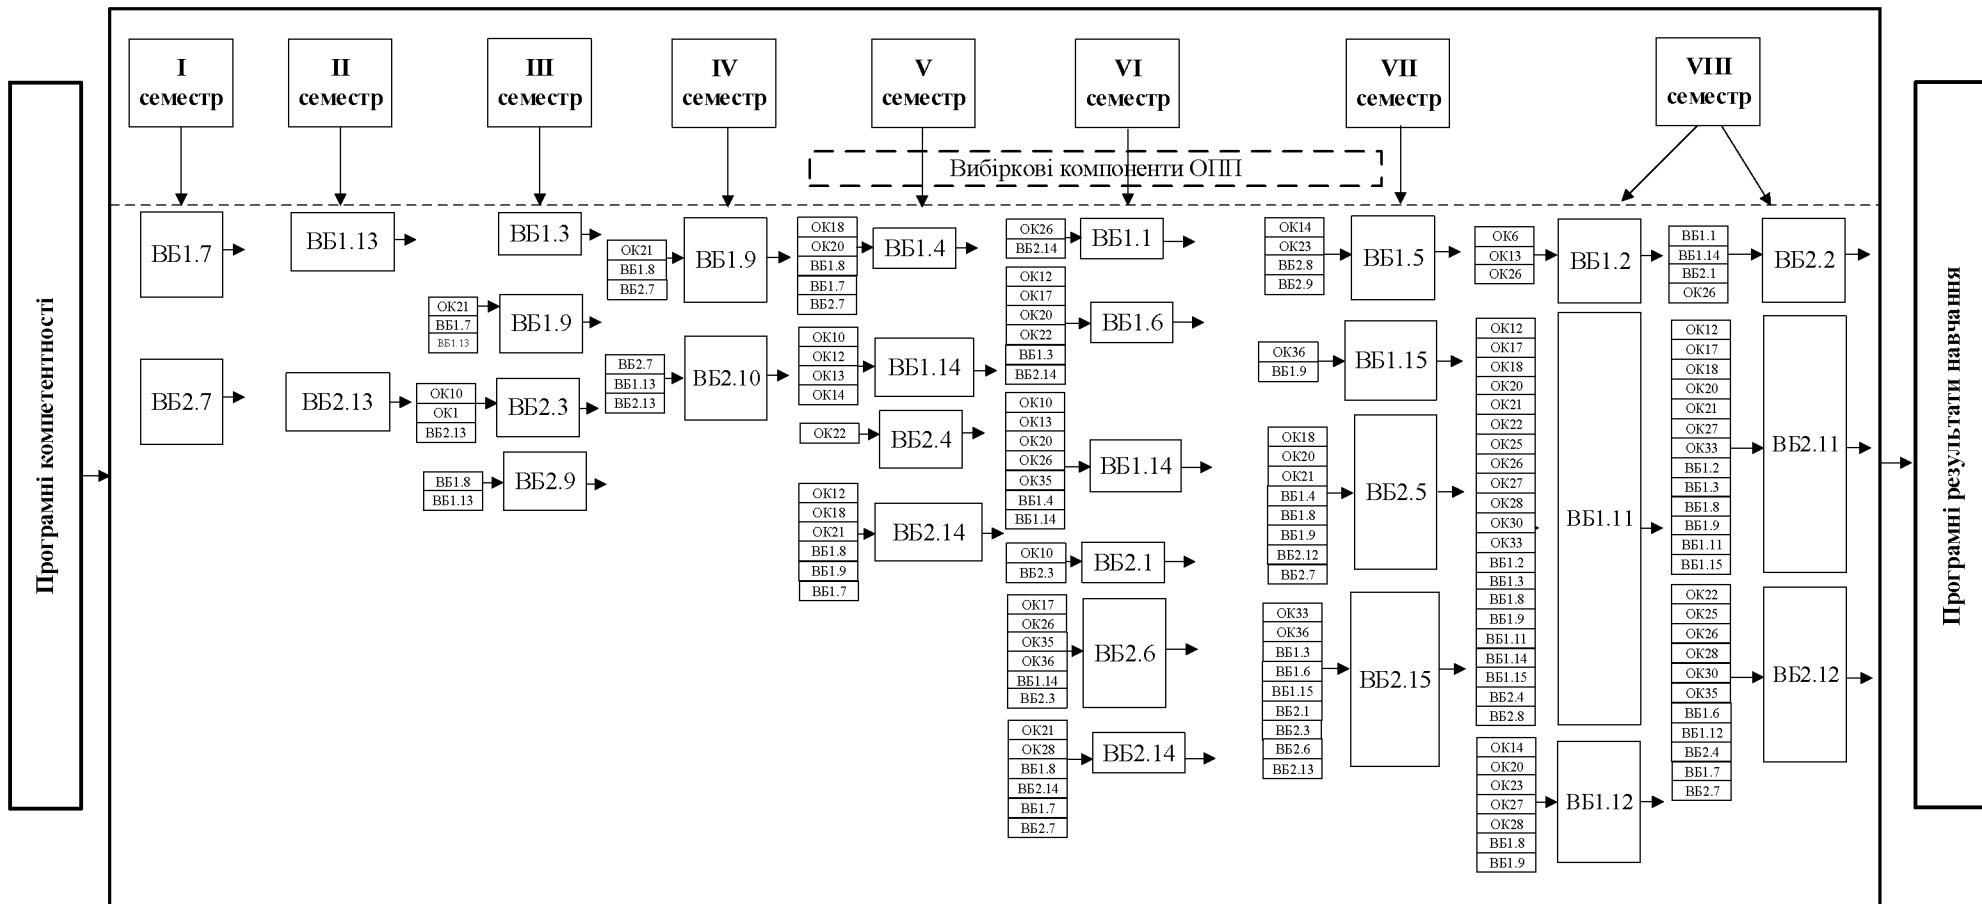 Програмні компетентності
I
семестр
II
семестр
III
семестр
IV
семестр
V
семестр
VI
семестр
VII
семестр
VIII
семестр
Вибіркові компоненти ОПП
ВБ1.7
ВБ2.7
ВБ1.13
ВБ2.13
ВБ1.3
ОК21
ВБ1.7
ВБ1.13
ВБ1.9
ОК10
ОК1
ВБ2.13
ВБ2.3
ВБ1.8
ВБ1.13
ВБ2.9
ОК21
ВБ1.8
ВБ2.7
ВБ1.9
ВБ2.7
ВБ1.13
ВБ2.13
ВБ2.10
ОК18
ОК20
ВБ1.8
ВБ1.7
ВБ2.7
ВБ1.4
ОК10
ОК12
ОК13
ОК14
ВБ1.14
ОК22
ВБ2.4
ОК12
ОК18
ОК21
ВБ1.8
ВБ1.9
ВБ1.7
ВБ2.14
ОК26
ВБ2.14
ВБ1.1
ОК12
ОК17
ОК20
ОК22
ВБ1.3
ВБ2.14
ВБ1.6
ОК10
ОК13
ОК20
ОК26
ОК35
ВБ1.4
ВБ1.14
ВБ1.14
ОК10
ВБ2.3
ВБ2.1
ОК17
ОК26
ОК35
ОК36
ВБ1.14
ВБ2.3
ВБ2.6
ОК21
ОК28
ВБ1.8
ВБ2.14
ВБ1.7
ВБ2.7
ВБ2.14
ОК14
ОК23
ВБ2.8
ВБ2.9
ВБ1.5
ОК36
ВБ1.9
ВБ1.15
ОК18
ОК20
ОК21
ВБ1.4
ВБ1.8
ВБ1.9
ВБ2.12
ВБ2.7
ВБ2.5
ОК33
ОК36
ВБ1.3
ВБ1.6
ВБ1.15
ВБ2.1
ВБ2.3
ВБ2.6
ВБ2.13
ВБ2.15
ОК6
ОК13
ОК26
ВБ1.2
ОК12
ОК17
ОК18
ОК20
ОК21
ОК22
ОК25
ОК26
ОК27
ОК28
ОК30
ОК33
ВБ1.2
ВБ1.3
ВБ1.8
ВБ1.9
ВБ1.11
ВБ1.14
ВБ1.15
ВБ2.4
ВБ2.8
ВБ1.11
ОК14
ОК20
ОК23
ОК27
ОК28
ВБ1.8
ВБ1.9
ВБ1.12
ВБ1.1
ВБ1.14
ВБ2.1
ОК26
ВБ2.2
ОК12
ОК17
ОК18
ОК20
ОК21
ОК27
ОК33
ВБ1.2
ВБ1.3
ВБ1.8
ВБ1.9
ВБ1.11
ВБ1.15
ВБ2.11
ОК22
ОК25
ОК26
ОК28
ОК30
ОК35
ВБ1.6
ВБ1.12
ВБ2.4
ВБ1.7
ВБ2.7
ВБ2.12
Програмні результати навчання